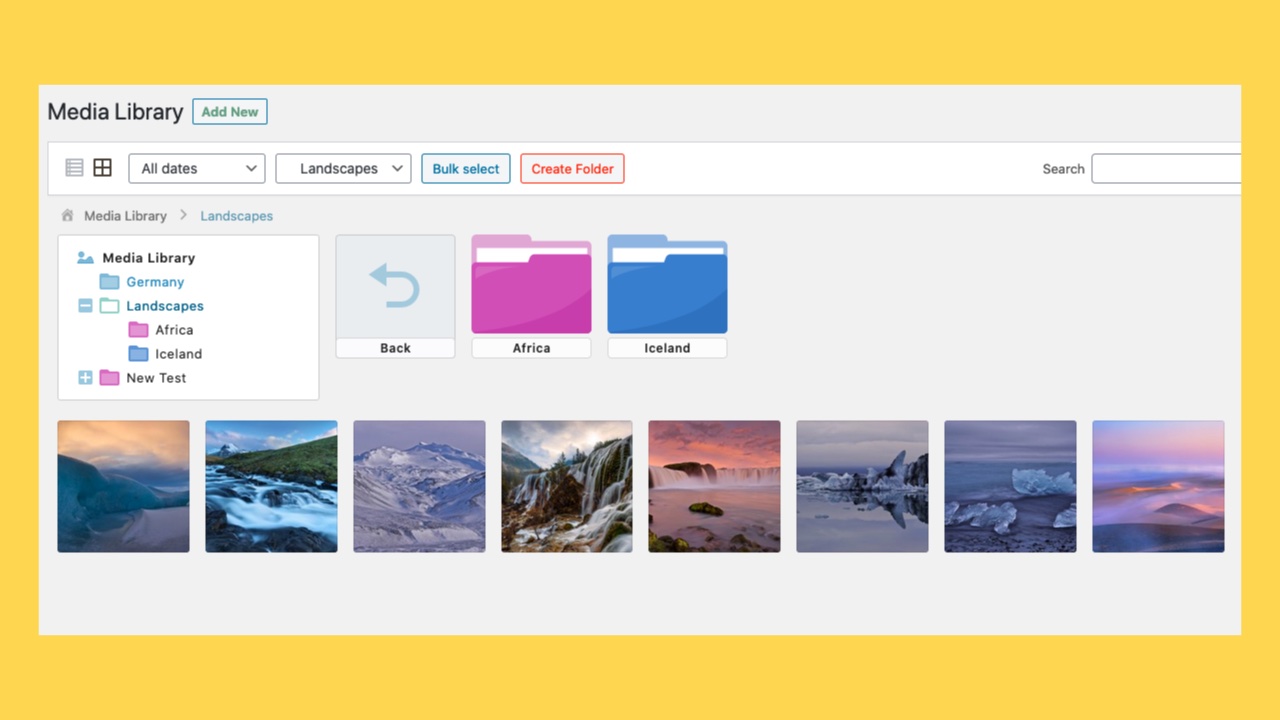 Media Library Add New
All dates Landscapes Bulk select Create Folder Search
Media Library Landscapes
Media Library
Germany
Landscapes
Africa
Iceland
New Test
Back Africa Iceland